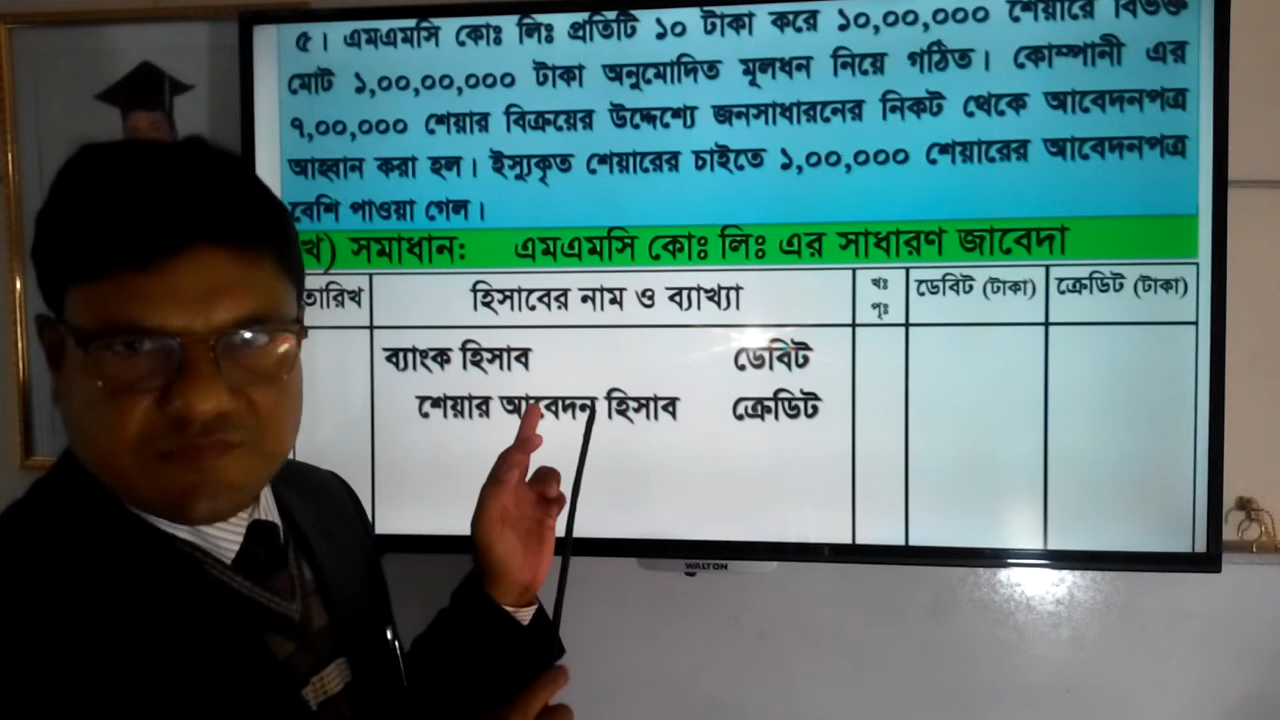 ৫। এমএমসি কোঃ লিঃ প্রতিটি ১০ টাকা করে ১০,০০,০০০ শেয়ারে বিভক্ত
মোট ১,০০,০০,০০০ টাকা অনুমোদিত মূলধন নিয়ে গঠিত। কোম্পানী এর
৭,০০,০০০ শেয়ার বিক্রয়ের উদ্দেশ্যে জনসাধারনের নিকট থেকে আবেদনপত্র
আহ্বান করা হল। ইস্যুকৃত শেয়ারের চাইতে ১,০০,০০০ শেয়ারের আবেদনপত্র
বেশি পাওয়া গেল।
খ) সমাধানঃ এমএমসি কোঃ লিঃ এর সাধারণ জাবেদা
তারিখ হিসাবের নাম ও ব্যাখ্যা খঃ পৃঃ ডেবিট (টাকা) ক্রেডিট (টাকা)
ব্যাংক হিসাব ডেবিট
শেয়ার আবেদন হিসাব ক্রেডিট
WALTON